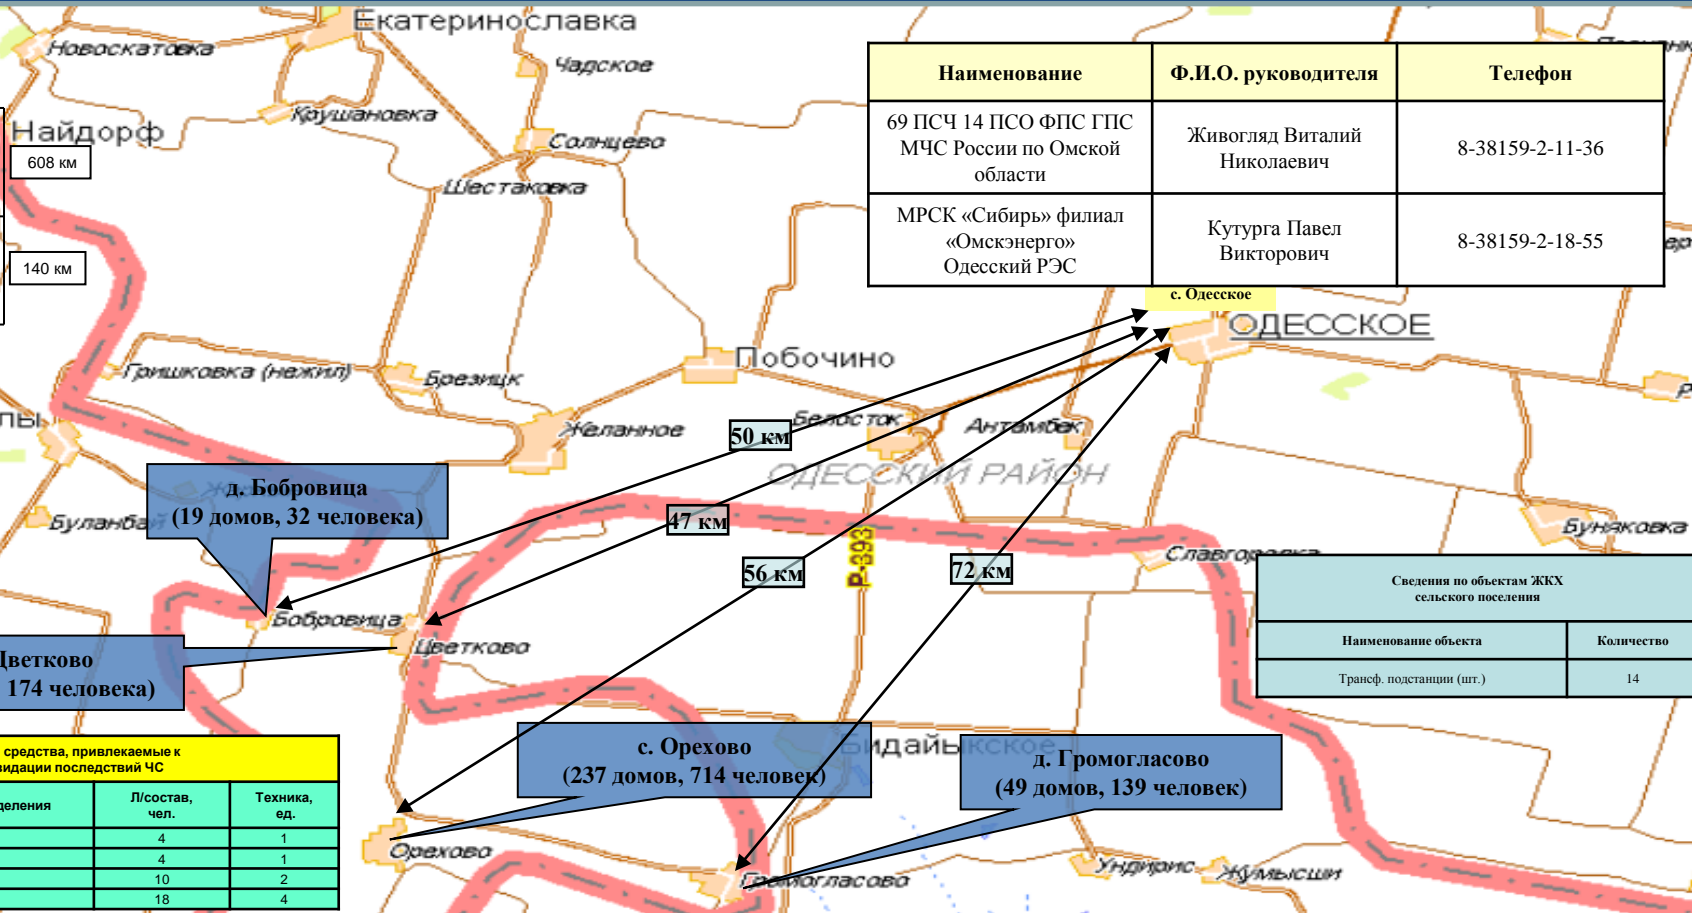 Екатеринославка
Новоскатовка
Чадское
Крушановка
Найдорф
608 км
Солнцево
Шестаковка
140 км
Наименование
Ф.И.О. руководителя
Телефон
69 ПСЧ 14 ПСО ФПС ГПС
МЧС России по Омской
области
Живогляд Виталий
Николаевич
8-38159-2-11-36
МРСК «Сибирь» филиал
«Омскэнерго»
Одесский РЭС
Кутурга Павел
Викторович
8-38159-2-18-55
с. Одесское
ОДЕССКОЕ
Побочино
Гришковка (нежил)
Брезицк
Желанное
Белосток
Антамбек
50 км
ОДЕССКИЙ РАЙОН
д. Бобровица
(19 домов, 32 человека)
Буланбай
47 км
Р-393
Буняковка
Славгородка
56 км
72 км
Сведения по объектам ЖКХ
сельского поселения
Наименование объекта
Количество
Трансф. подстанции (шт.)
14
Бобровица
Цветково
Цветково
174 человека)
средства, привлекаемые к
Л/состав,
чел.
Техника,
ед.
4
1
4
1
10
2
18
4
с. Орехово
(237 домов, 714 человек)
Бидайыкское
д. Громогласово
(49 домов, 139 человек)
Орехово
Громогласово
Ундирис
Жумысши